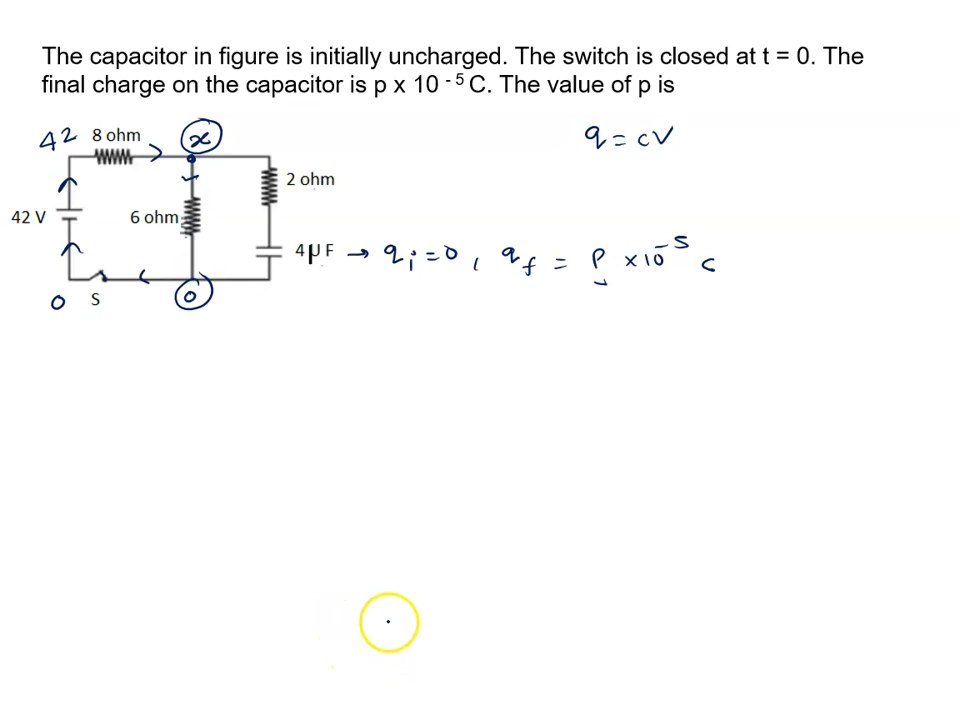 The capacitor in figure is initially uncharged. The switch is closed at t = 0. The
final charge on the capacitor is p x 10 - 5 C. The value of p is
42 8 ohm x q = cV
2 ohm
42 V 6 ohm
4μF → qi = 0, qf = P × 10^-5 C
0 S 0